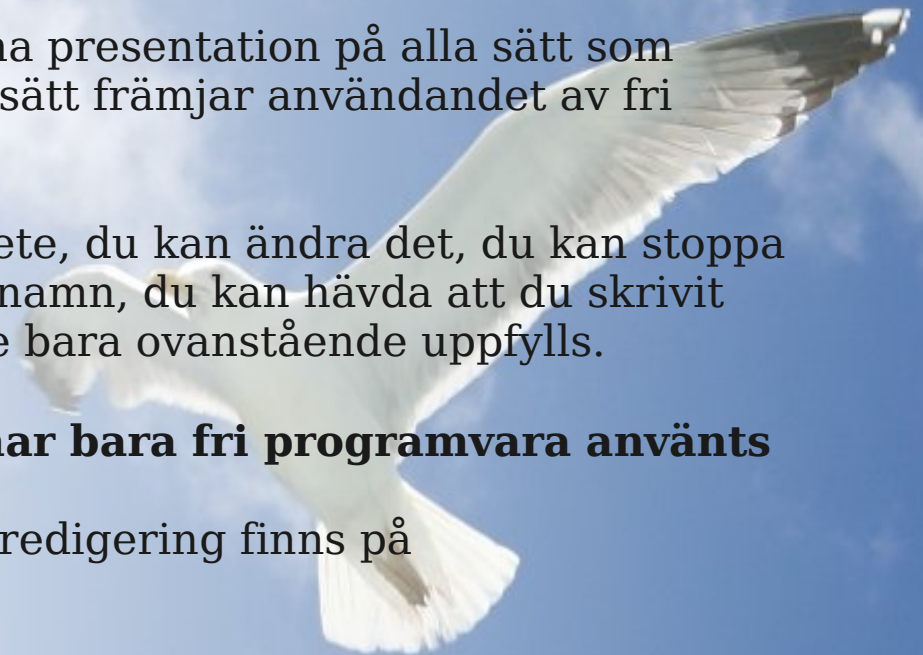 na presentation på alla sätt som
sätt främjar användandet av fri
ete, du kan ändra det, du kan stoppa
namn, du kan hävda att du skrivit
e bara ovanstående uppfylls.
har bara fri programvara använts
redigering finns på